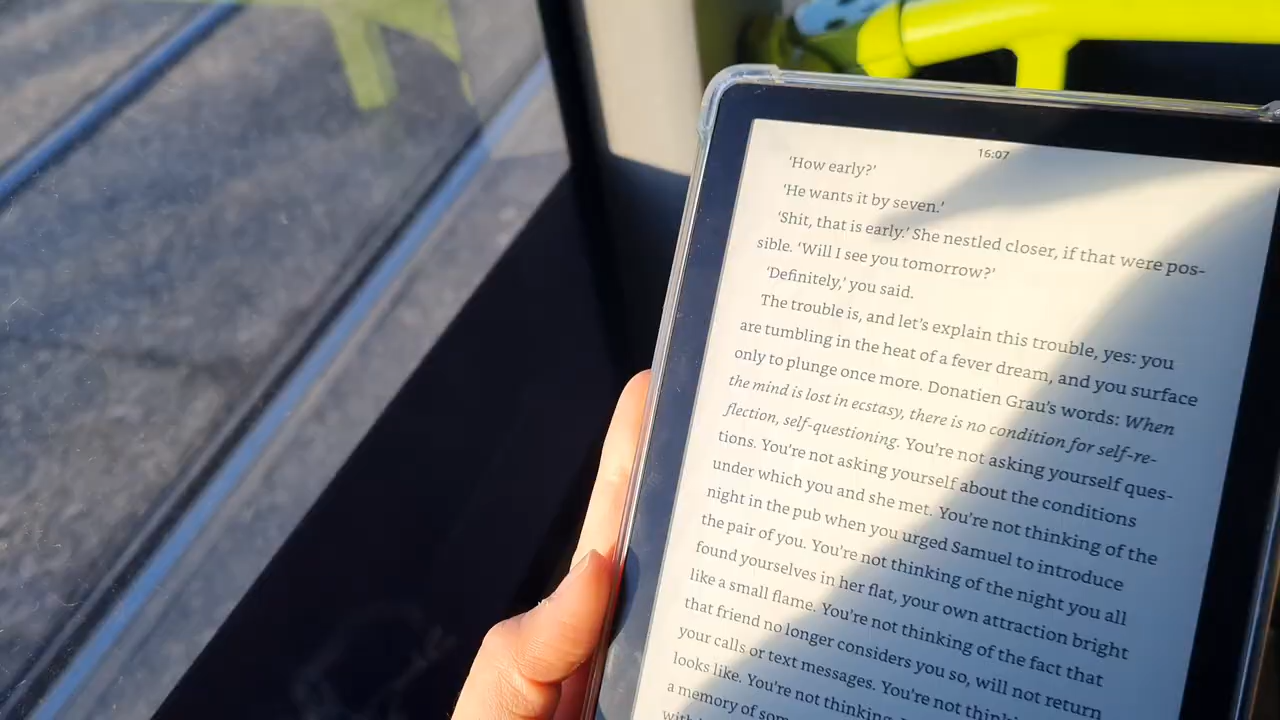 16:07
‘How early?’
‘He wants it by seven.’
‘Shit, that is early.’ She nestled closer, if that were pos-
sible. ‘Will I see you tomorrow?’
‘Definitely,’ you said.
The trouble is, and let’s explain this trouble, yes: you
are tumbling in the heat of a fever dream, and you surface
only to plunge once more. Donatien Grau’s words: When
the mind is lost in ecstasy, there is no condition for self-re-
flection, self-questioning. You’re not asking yourself ques-
tions. You’re not asking yourself about the conditions
under which you and she met. You’re not thinking of the
night in the pub when you urged Samuel to introduce
the pair of you. You’re not thinking of the night you all
found yourselves in her flat, your own attraction bright
like a small flame. You’re not thinking of the fact that
that friend no longer considers you so, will not return
your calls or text messages. You’re not
looks like. You’re not thinking
a memory of